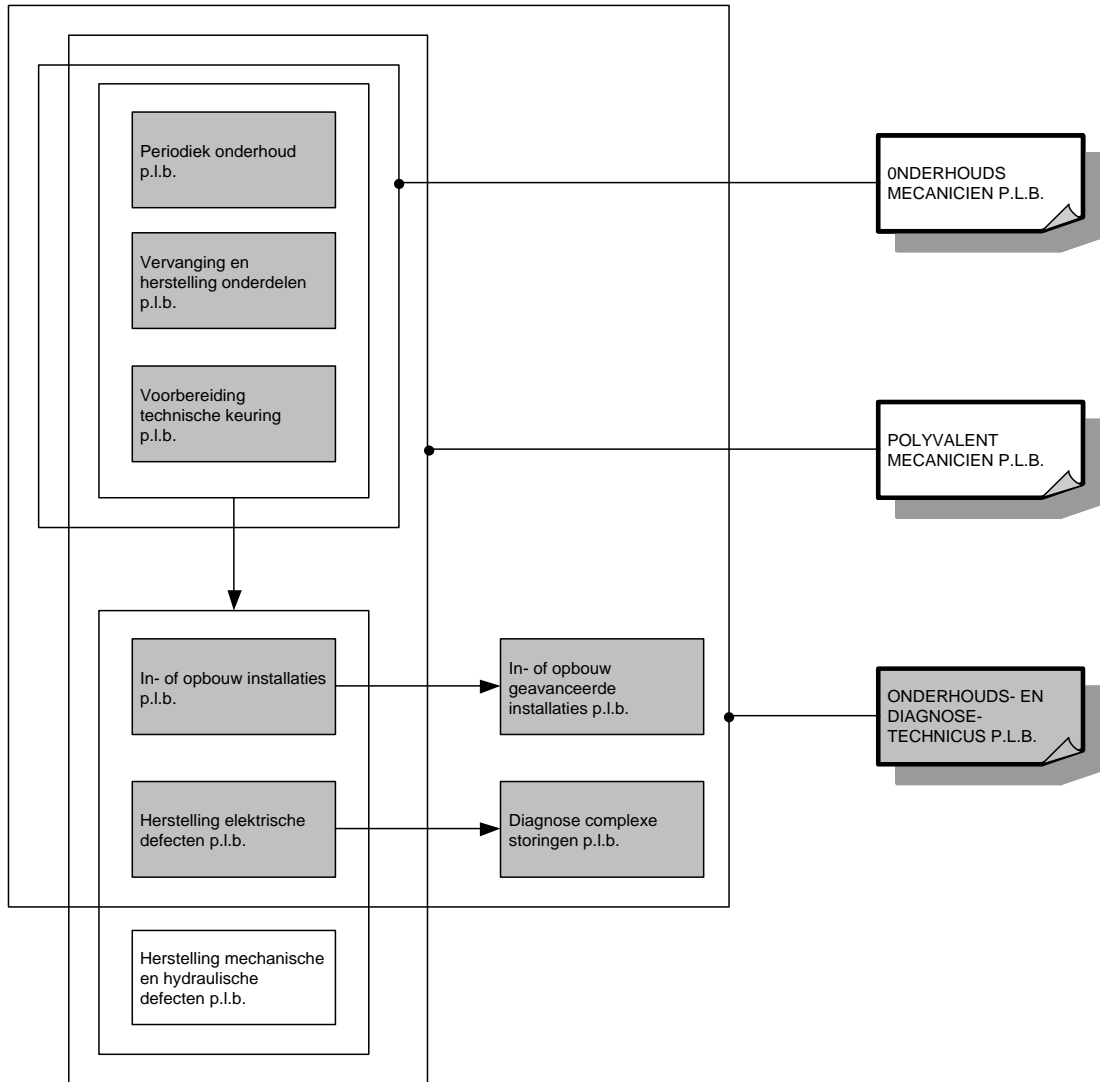 Periodiek onderhoud
p.l.b.
Vervanging en
herstelling onderdelen
p.l.b.
Voorbereiding
technische keuring
p.l.b.
In- of opbouw installaties
p.l.b.
Herstelling elektrische
defecten p.l.b.
Herstelling mechanische
en hydraulische
defecten p.l.b.
In- of opbouw
geavanceerde
installaties p.l.b.
Diagnose complexe
storingen p.l.b.
0NDERHOUDS
MECANICIEN P.L.B.
POLYVALENT
MECANICIEN P.L.B.
ONDERHOUDS- EN
DIAGNOSE-
TECHNICUS P.L.B.